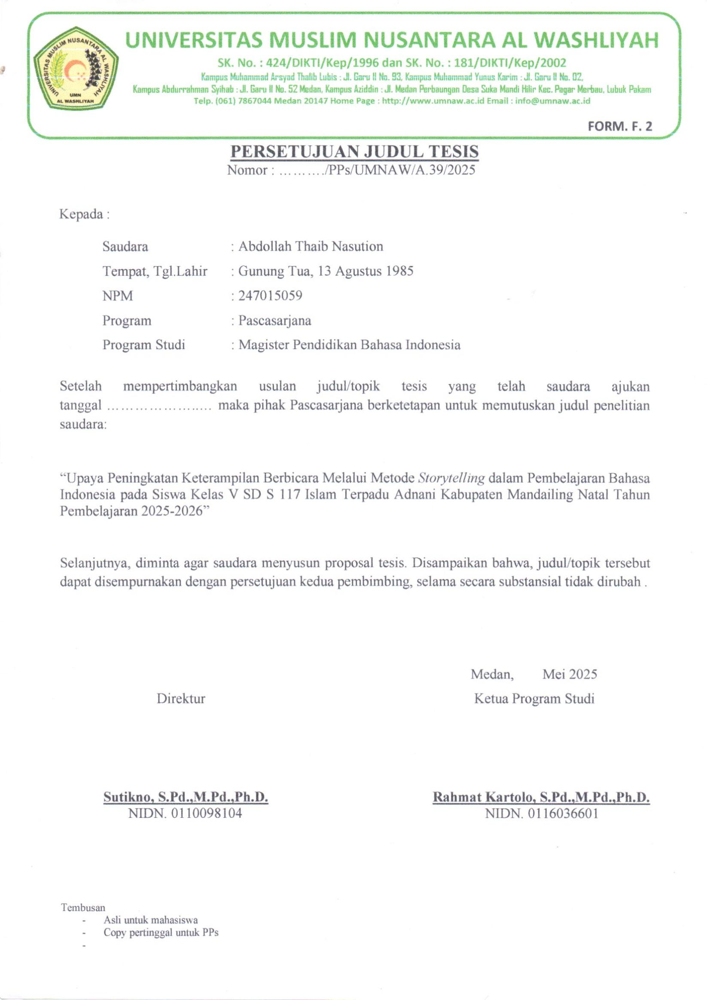 UNIVERSITAS MUSLIM NUSANTARA AL WASHLIYAH
UMN
AL WASHLIYAH
UNIVERSITAS MUSLIM NUSANTARA AL WASHLIYAH
SK. No. : 424/DIKTI/Kep/1996 dan SK. No. : 181/DIKTI/Kep/2002
Kampus Muhammad Arsyad Thalib Lubis : Jl. Garu II No. 93, Kampus Muhammad Yunus Karim : Jl. Garu II No. 02,
Kampus Abdurrahman Syihab : Jl. Garu II No. 52 Medan, Kampus Aziddin : Jl. Medan Perbaungan Desa Suka Mandi Hilir Kec. Pagar Merbau, Lubuk Pakam
Telp. (061) 7867044 Medan 20147 Home Page : http://www.umnaw.ac.id Email : info@umnaw.ac.id
FORM. F. 2
PERSETUJUAN JUDUL TESIS
Nomor : ………./PPs/UMNAW/A.39/2025
Kepada :
Saudara : Abdollah Thaib Nasution
Tempat, Tgl.Lahir : Gunung Tua, 13 Agustus 1985
NPM : 247015059
Program : Pascasarjana
Program Studi : Magister Pendidikan Bahasa Indonesia
Setelah mempertimbangkan usulan judul/topik tesis yang telah saudara ajukan
tanggal ………………….. maka pihak Pascasarjana berketetapan untuk memutuskan judul penelitian
saudara:
“Upaya Peningkatan Keterampilan Berbicara Melalui Metode Storytelling dalam Pembelajaran Bahasa
Indonesia pada Siswa Kelas V SD S 117 Islam Terpadu Adnani Kabupaten Mandailing Natal Tahun
Pembelajaran 2025-2026”
Selanjutnya, diminta agar saudara menyusun proposal tesis. Disampaikan bahwa, judul/topik tersebut
dapat disempurnakan dengan persetujuan kedua pembimbing, selama secara substansial tidak dirubah .
Medan, Mei 2025
Direktur Ketua Program Studi
Sutikno, S.Pd.,M.Pd.,Ph.D. Rahmat Kartolo, S.Pd.,M.Pd.,Ph.D.
NIDN. 0110098104 NIDN. 0116036601
Tembusan
- Asli untuk mahasiswa
- Copy pertinggal untuk PPs
-